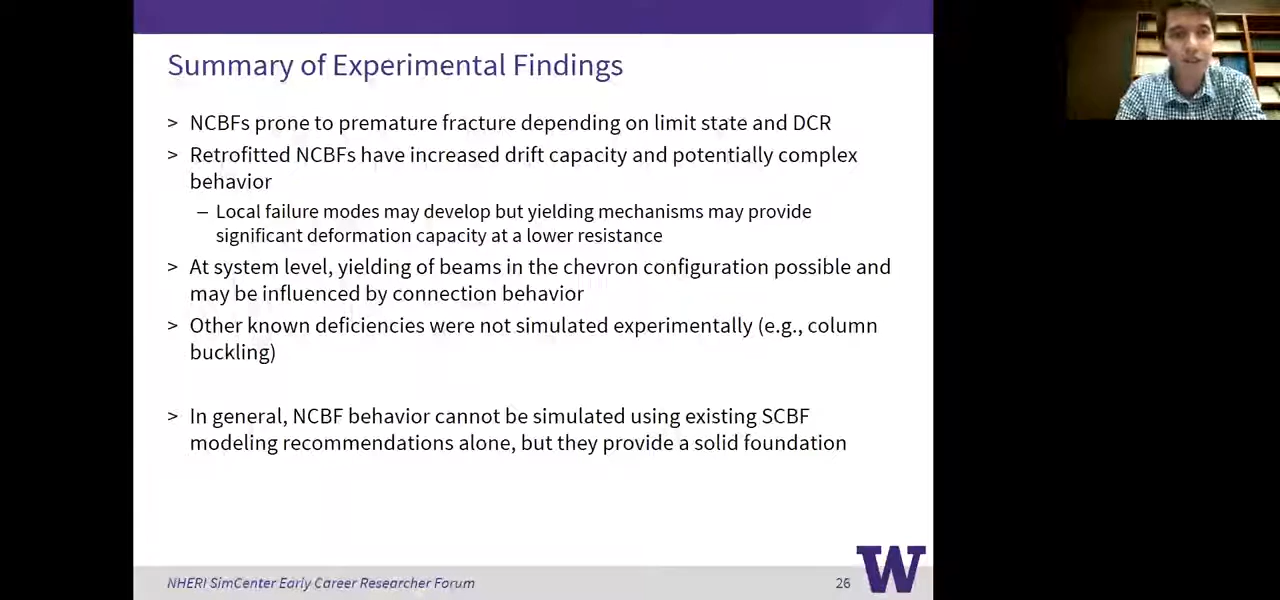 Summary of Experimental Findings
> NCBFs prone to premature fracture depending on limit state and DCR
> Retrofitted NCBFs have increased drift capacity and potentially complex
behavior
– Local failure modes may develop but yielding mechanisms may provide
significant deformation capacity at a lower resistance
> At system level, yielding of beams in the chevron configuration possible and
may be influenced by connection behavior
> Other known deficiencies were not simulated experimentally (e.g., column
buckling)
> In general, NCBF behavior cannot be simulated using existing SCBF
modeling recommendations alone, but they provide a solid foundation
NHERI SimCenter Early Career Researcher Forum
26
W